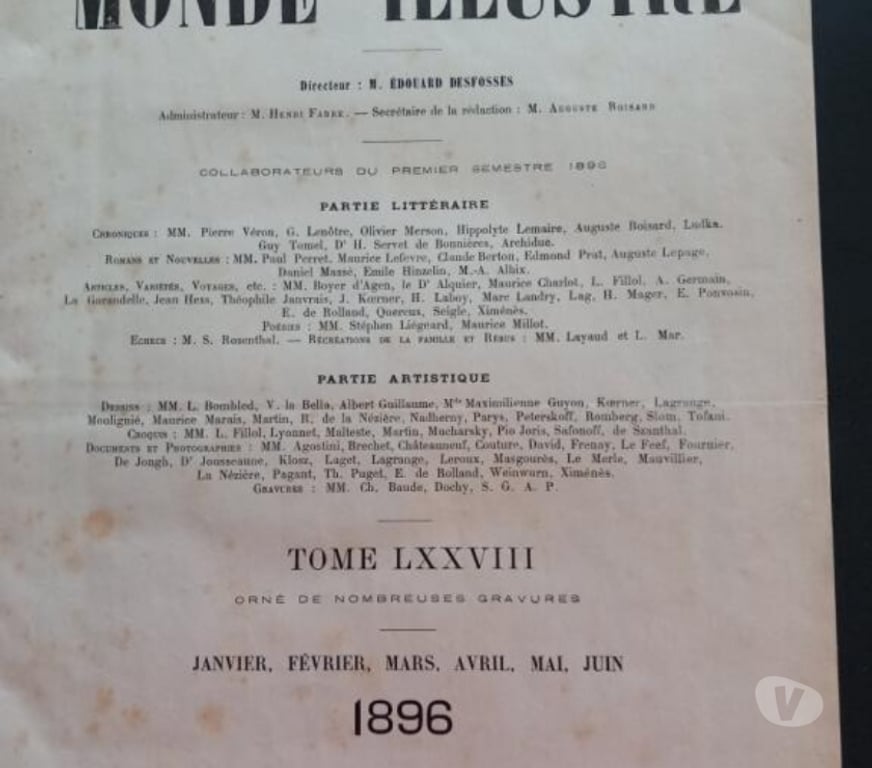 MONDE ILLUSTRÉ
Directeur : M. ÉDOUARD DESFOSSÉS
Administrateur : M. HENRI FABRE. — Secrétaire de la rédaction : M. AUGUSTE BOISARD
COLLABORATEURS DU PREMIER SEMESTRE 1896
PARTIE LITTÉRAIRE
CHRONIQUES : MM. Pierre Véron, G. Lenôtre, Olivier Merson, Hippolyte Lemaire, Auguste Boisard, Ludka.
Guy Tomel, Dr H. Servet de Bonnières, Archiduc.
ROMANS ET NOUVELLES : MM. Paul Perret, Maurice Lefevre, Claude Berton, Edmond Prat, Auguste Lepage,
Daniel Massé, Emile Hinzelin, M.-A. Albix.
ARTICLES, VARIÉTÉS, VOYAGES, etc. : MM. Boyer d'Agen, le Dr Alquier, Maurice Charlot, L. Fillol, A. Germain,
La Garandelle, Jean Hess, Théophile Janvrais, J. Kœrner, H. Laboy, Marc Landry, Lag, H. Mager, E. Ponvosin,
E. de Rolland, Quercus, Seigle, Ximénès.
POÉSIES : MM. Stéphen Liégeard, Maurice Millot.
ECHECS : M. S. Rosenthal. — RÉCRÉATIONS DE LA FAMILLE ET RÉBUS : MM. Layaud et L. Mar.
PARTIE ARTISTIQUE
DESSINS : MM. L. Bombled, V. la Bella, Albert Guillaume, Mde Maximilienne Guyon, Kœrner, Lagrange,
Moulignié, Maurice Marais, Martin, R. de la Nézière, Nadherny, Parys, Peterskoff, Romberg, Slom, Tofani.
CROQUIS : MM. L. Fillol, Lyonnet, Malteste, Martin, Mucharsky, Pio Joris, Safonoff, de Szanthal.
DOCUMENTS ET PHOTOGRAPHIES : MM. Agostini, Brechet, Châteauneuf, Couture, David, Frenay, Le Feef, Fournier,
De Jongh, Dr Jousseaune, Klosz, Laget, Lagrange, Leroux, Masgourès, Le Merle, Mauvillier,
La Nézière, Pagant, Th. Puget, E. de Rolland, Weinwurn, Ximénès.
GRAVURES : MM. Ch. Baude, Dochy, S. G. A. P.
TOME LXXVIII
ORNÉ DE NOMBREUSES GRAVURES
JANVIER, FÉVRIER, MARS, AVRIL, MAI, JUIN
1896
V